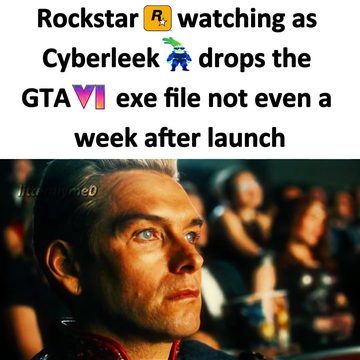 Rockstar R watching as
Cyberleek drops the
GTA VI exe file not even a
week after launch